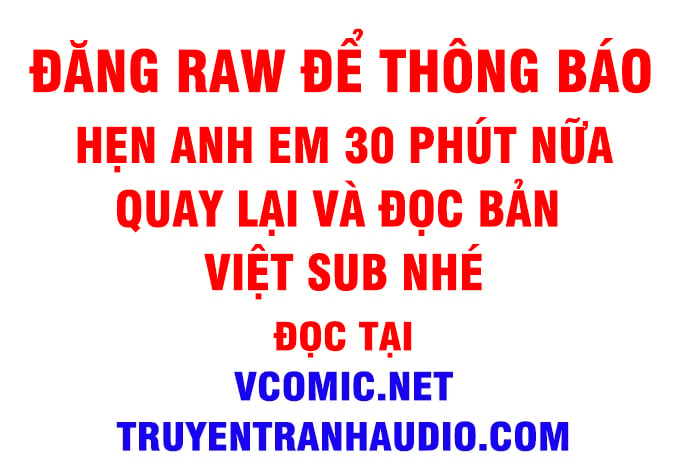 ĐĂNG RAW ĐỂ THÔNG BÁO
HẸN ANH EM 30 PHÚT NỮA
QUAY LẠI VÀ ĐỌC BẢN
VIỆT SUB NHÉ
ĐỌC TẠI
VCOMIC.NET
TRUYENTRANHAUDIO.COM